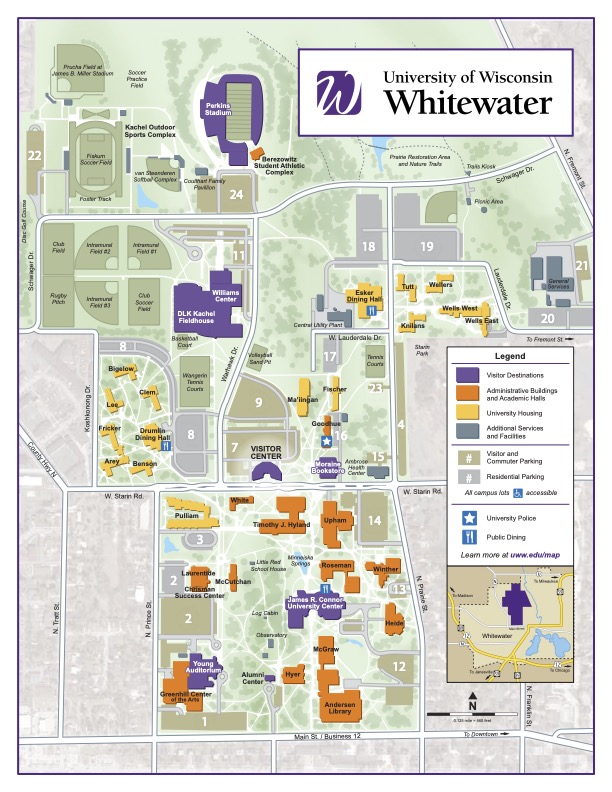 University of Wisconsin
Whitewater
Prucha Field at
James B. Miller Stadium
Soccer
Practice
Field
Perkins
Stadium
Kachel Outdoor
Sports Complex
Fiskum
Soccer Field
van Steenderen
Softball Complex
Coulthart Family
Pavilion
Berezowitz
Student Athletic
Complex
Foster Track
22
24
Disc Golf Course
Prairie Restoration Area
and Nature Trails
Trails Kiosk
Schwager Dr.
Picnic Area
N. Fremont St.
Schwager Dr.
Club
Field
Intramural
Field #2
Intramural
Field #1
Rugby
Pitch
Intramural
Field #3
Club
Soccer
Field
11
Williams
Center
DLK Kachel
Fieldhouse
18
19
21
20
General
Services
Lauderdale Dr.
To Fremont St.
Esker
Dining Hall
Central Utility Plant
Tutt
Wellers
Wells West
Wells East
Knilans
W. Lauderdale Dr.
Starin
Park
Basketball
Court
8
Warhawk Dr.
Volleyball
Sand Pit
Wangerin
Tennis
Courts
17
Tennis
Courts
23
Koshkonong Dr.
Bigelow
Clem
Lee
Fricker
Drumlin
Dining Hall
Arey
Benson
8
9
7
Ma'iingan
Fischer
Goodhue
16
4
15
VISITOR
CENTER
Moraine
Bookstore
Ambrose
Health
Center
County Hwy N
W. Starin Rd.
W. Starin Rd.
Pulliam
White
Timothy J. Hyland
Upham
14
3
Little Red
School House
Minneiska
Springs
Roseman
Winther
13
2
Laurentide
McCutchan
Chrisman
Success Center
James R. Connor
University Center
Heide
Log Cabin
2
Observatory
McGraw
Young
Auditorium
Alumni
Center
Hyer
12
Greenhill Center
of the Arts
Andersen
Library
1
N. Tratt St.
N. Prince St.
N. Prairie St.
N. Franklin St.
Main St. / Business 12
To Downtown
N
0.125 mile = 660 feet
Legend
Visitor Destinations
Administrative Buildings
and Academic Halls
University Housing
Additional Services
and Facilities
# Visitor and
Commuter Parking
# Residential Parking
All campus lots accessible
University Police
Public Dining
Learn more at uww.edu/map
To Madison
To Milwaukee
Whitewater
To Janesville
To Chicago